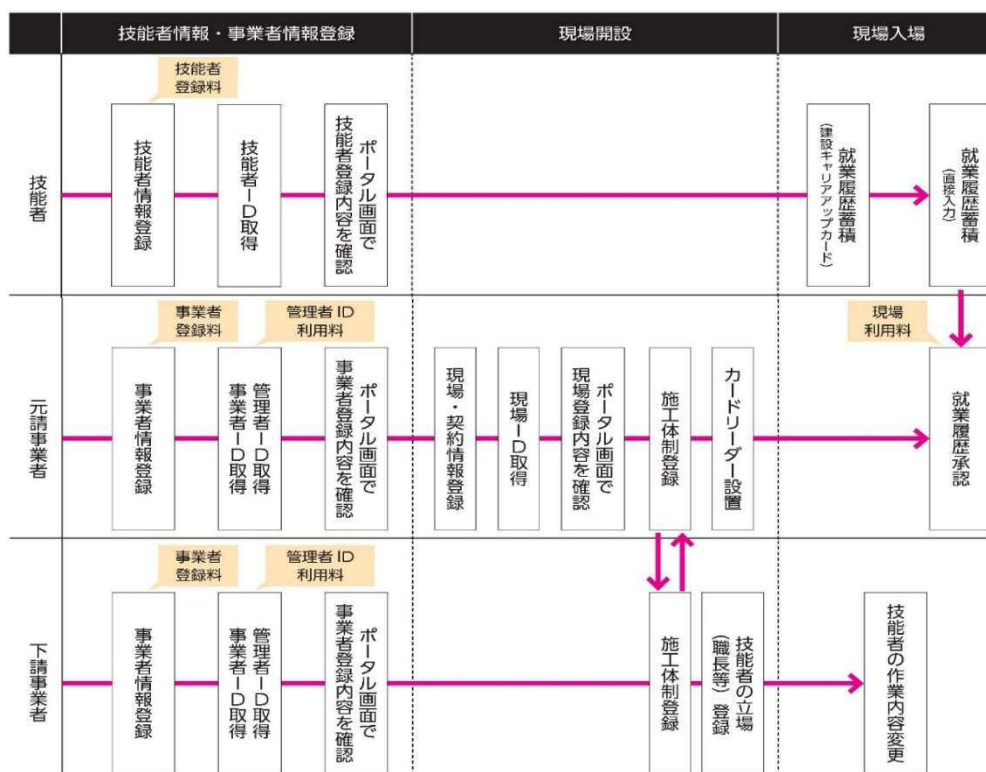 技能者情報・事業者情報登録
現場開設
現場入場
技能者
技能者
登録料
技能者情報登録
技能者ID取得
ポータル画面で
技能者登録内容を確認
就業履歴蓄積
(建設キャリアアップカード)
就業履歴蓄積
(直接入力)
元請事業者
事業者
登録料
管理者ID
利用料
現場
利用料
事業者情報登録
管理者ID取得
事業者ID取得
ポータル画面で
事業者登録内容を確認
現場・契約情報登録
現場ID取得
ポータル画面で
現場登録内容を確認
施工体制登録
カードリーダー設置
就業履歴承認
下請事業者
事業者
登録料
管理者ID
利用料
事業者情報登録
管理者ID取得
事業者ID取得
ポータル画面で
事業者登録内容を確認
施工体制登録
技能者の立場
(職長等)登録
技能者の作業内容変更